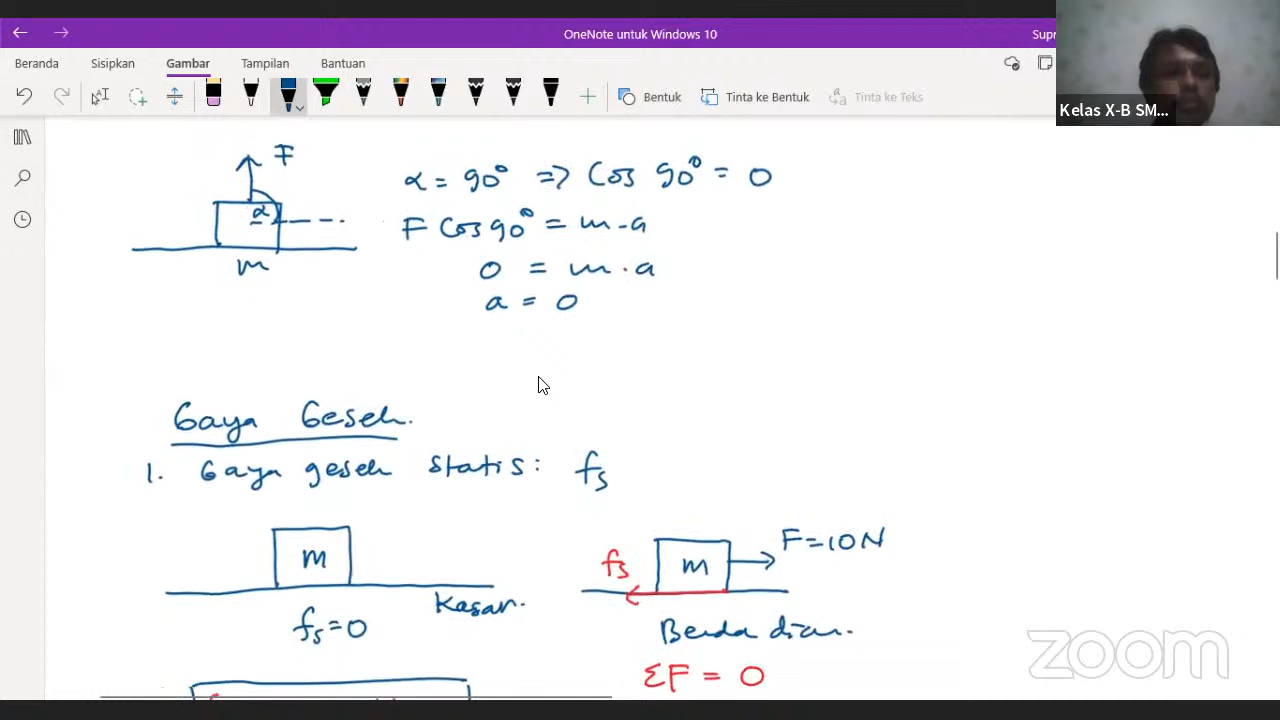 OneNote untuk Windows 10
Supr
Beranda Sisipkan Gambar Tampilan Bantuan
Bentuk Tinta ke Bentuk Tinta ke Teks
Kelas X-B SM...
F
α
m
α = 90° => Cos 90° = 0
F Cos 90° = m . a
0 = m . a
a = 0
Gaya Gesek.
1. Gaya gesek statis : fs
m
Kasar.
fs = 0
fs m F = 10 N
Benda diam.
ΣF = 0
zoom